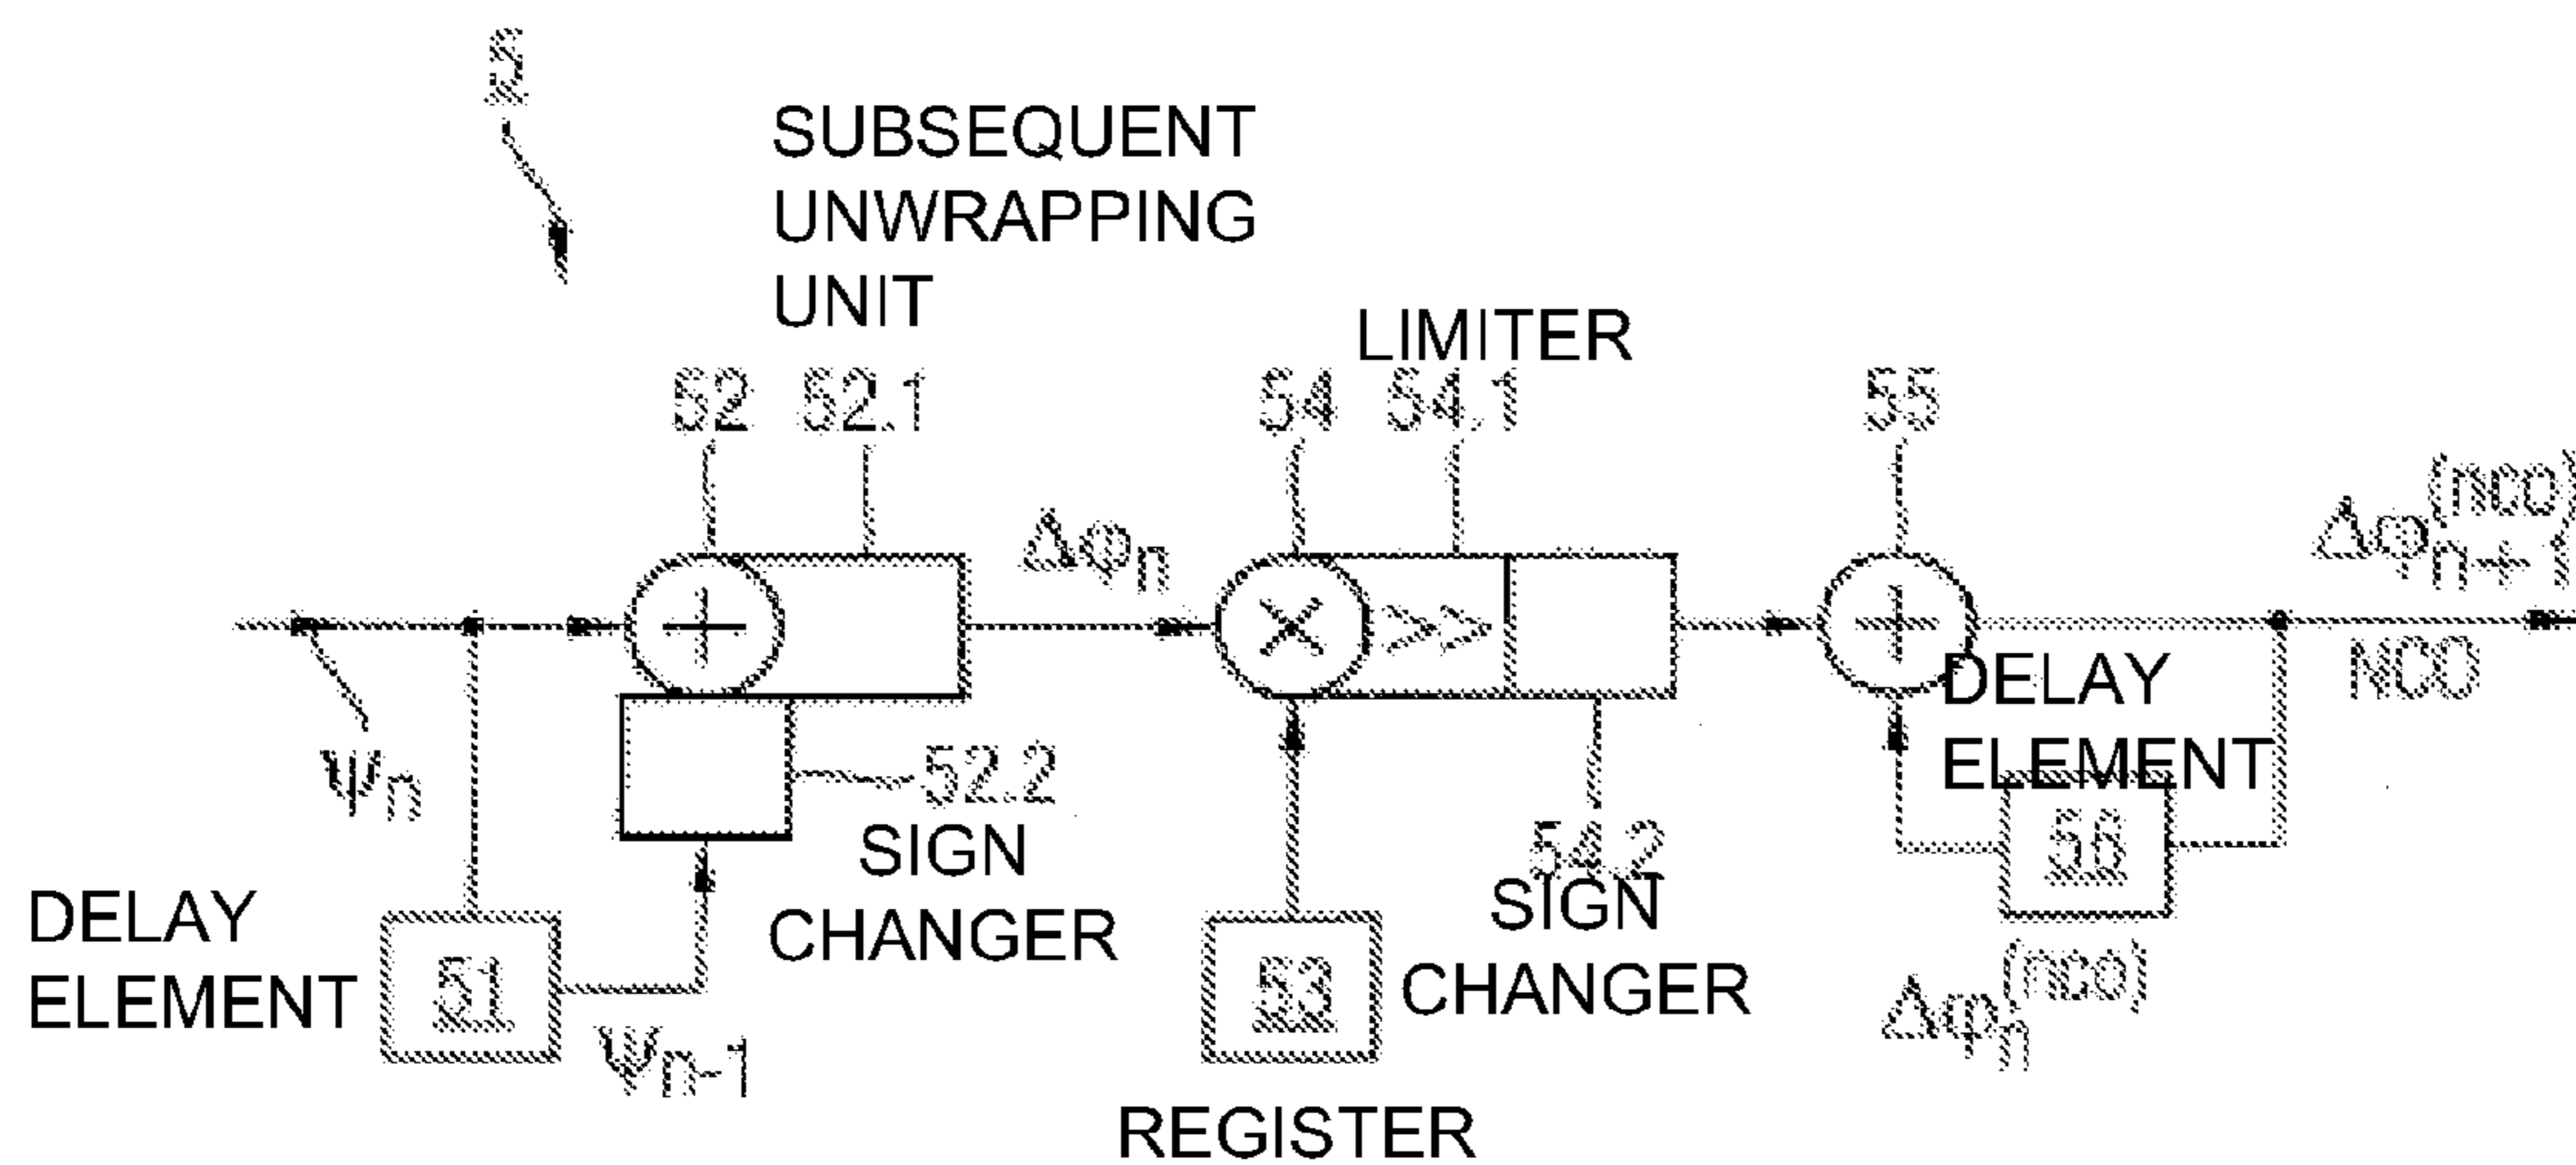 5
SUBSEQUENT
UNWRAPPING
UNIT
LIMITER
52 52.1 54 54.1 55
Δφn
Δφn+1(nco)
+ × >> +
NCO
DELAY
ELEMENT
ψn
52.2
SIGN
CHANGER
54.2
SIGN
CHANGER
56
DELAY
ELEMENT
51
53
Δφn(nco)
ψn-1
REGISTER